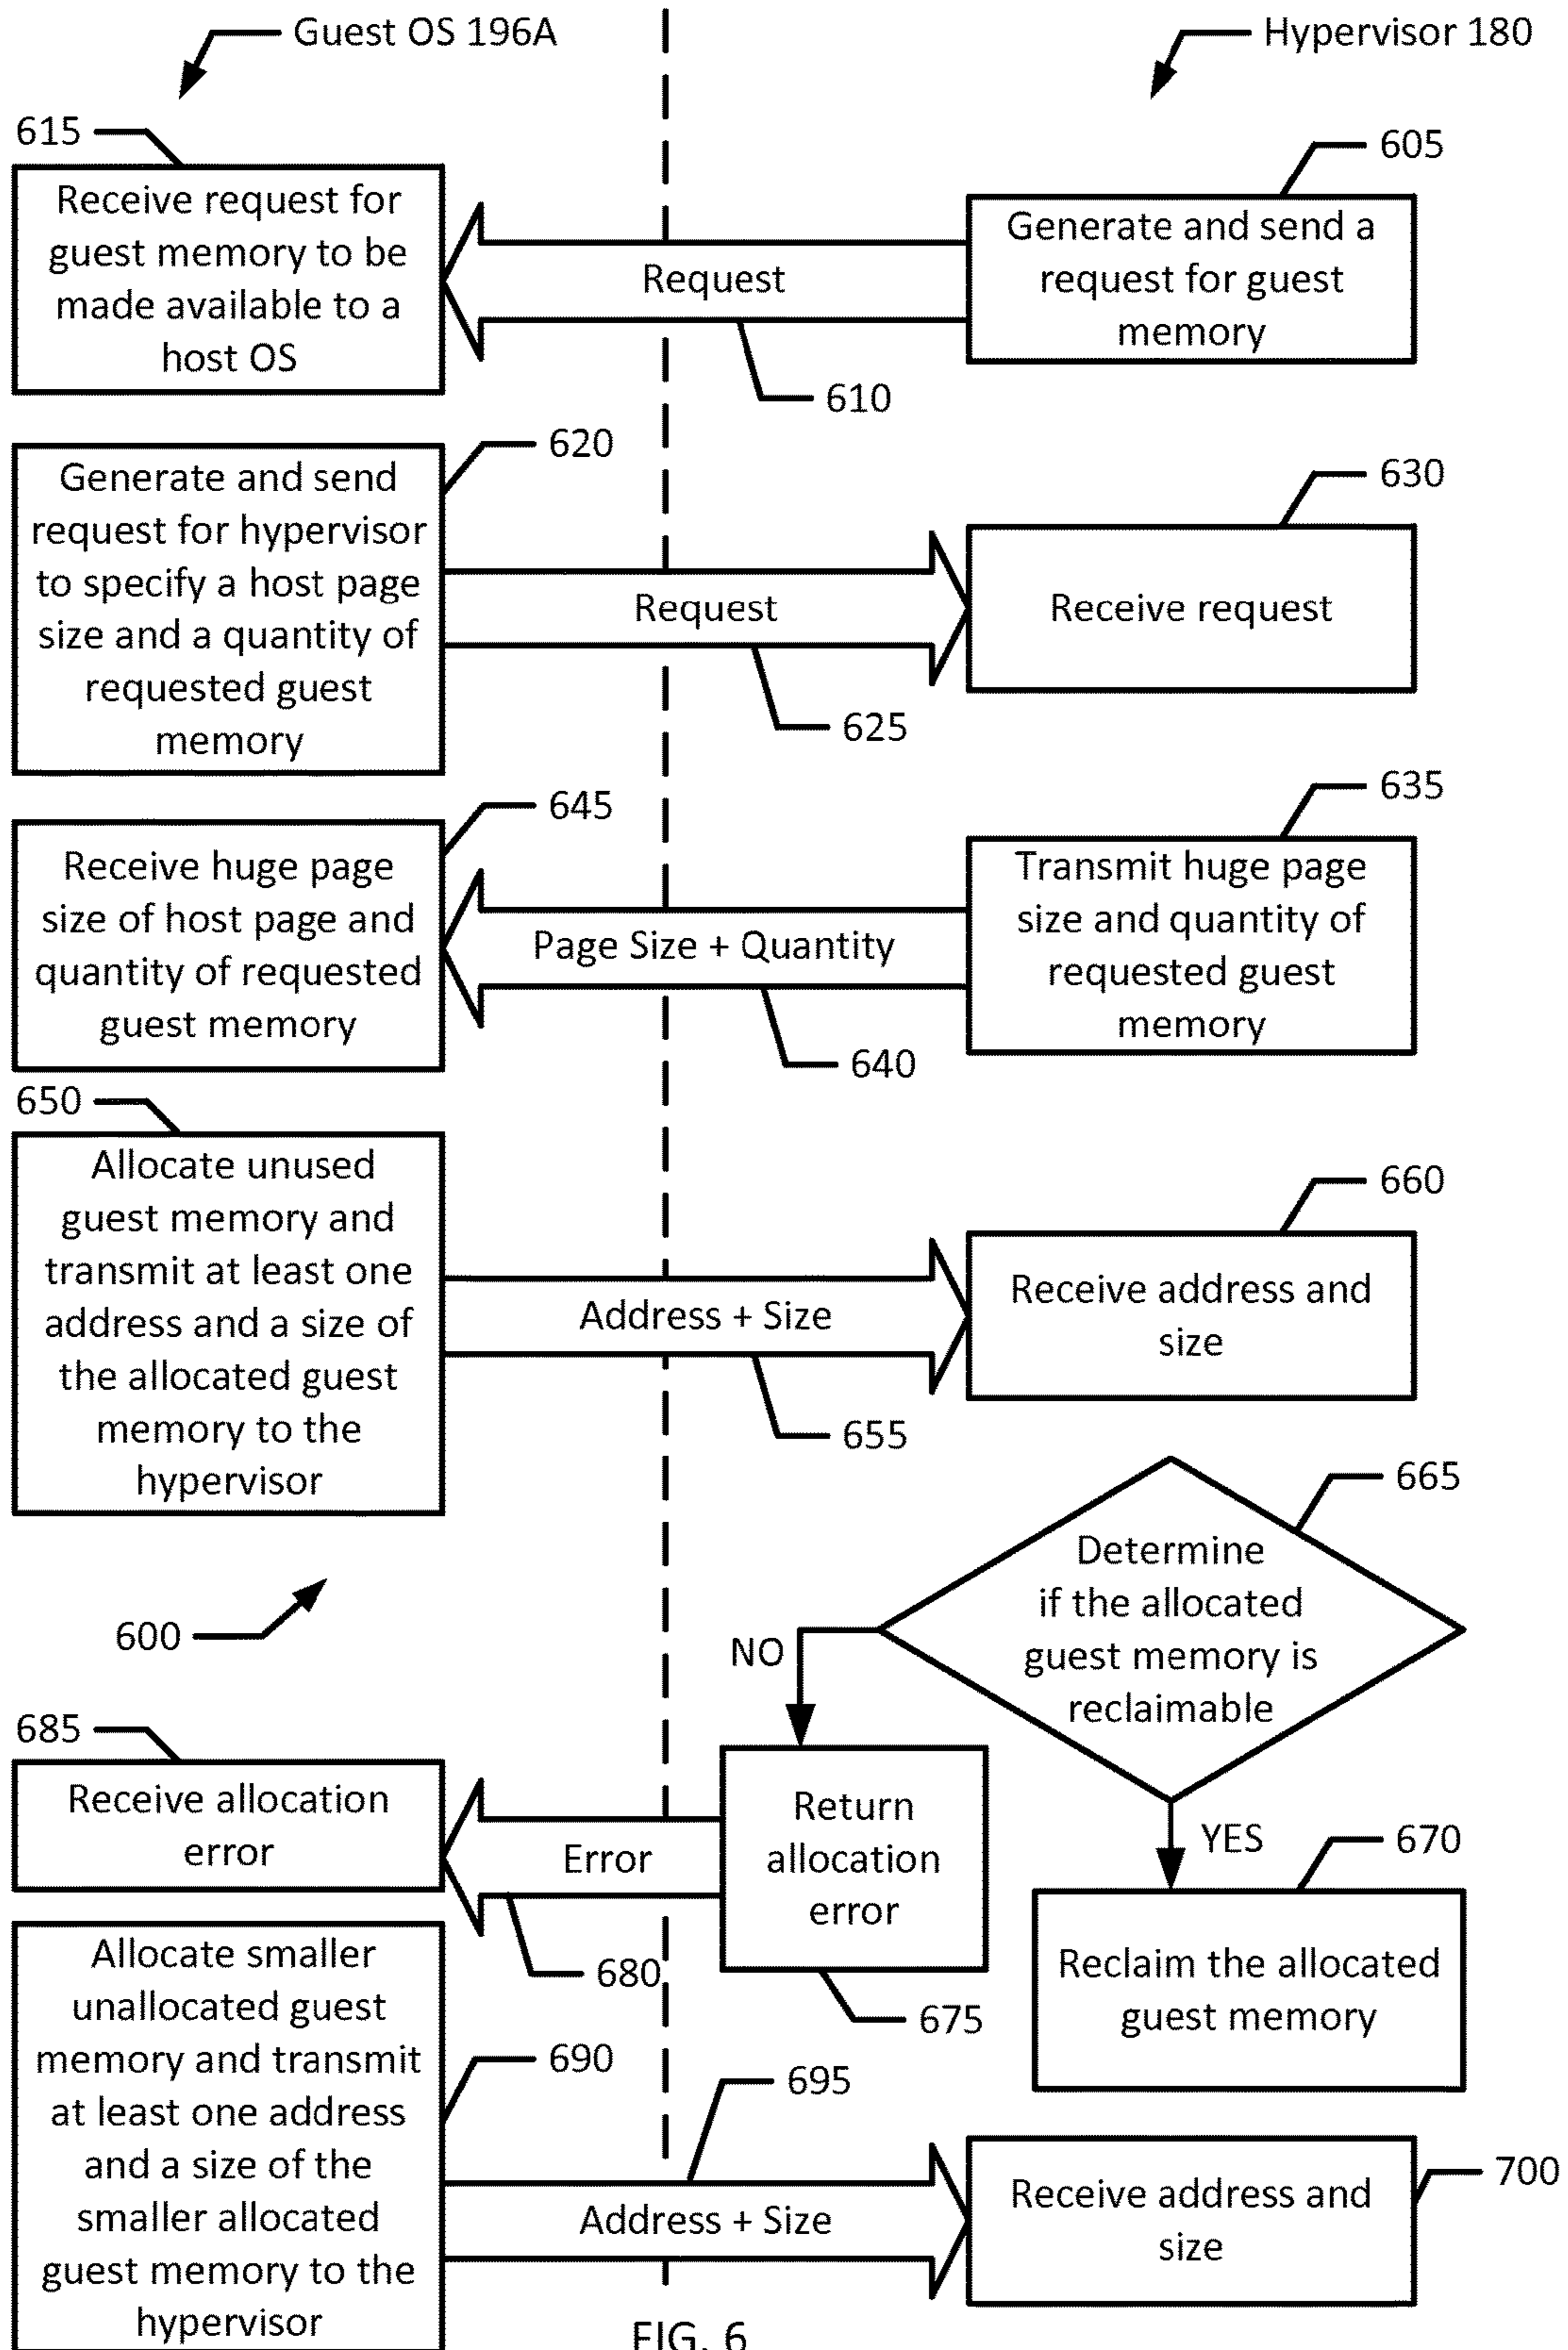 Guest OS 196A
Hypervisor 180
615
Receive request for
guest memory to be
made available to a
host OS
605
Generate and send a
request for guest
memory
Request
610
620
Generate and send
request for hypervisor
to specify a host page
size and a quantity of
requested guest
memory
Request
625
630
Receive request
645
Receive huge page
size of host page and
quantity of requested
guest memory
635
Transmit huge page
size and quantity of
requested guest
memory
Page Size + Quantity
640
650
Allocate unused
guest memory and
transmit at least one
address and a size of
the allocated guest
memory to the
hypervisor
Address + Size
655
660
Receive address and
size
665
Determine
if the allocated
guest memory is
reclaimable
600
NO
YES
670
Reclaim the allocated
guest memory
Return
allocation
error
675
Error
680
685
Receive allocation
error
Allocate smaller
unallocated guest
memory and transmit
at least one address
and a size of the
smaller allocated
guest memory to the
hypervisor
690
695
Address + Size
Receive address and
size
700
FIG. 6